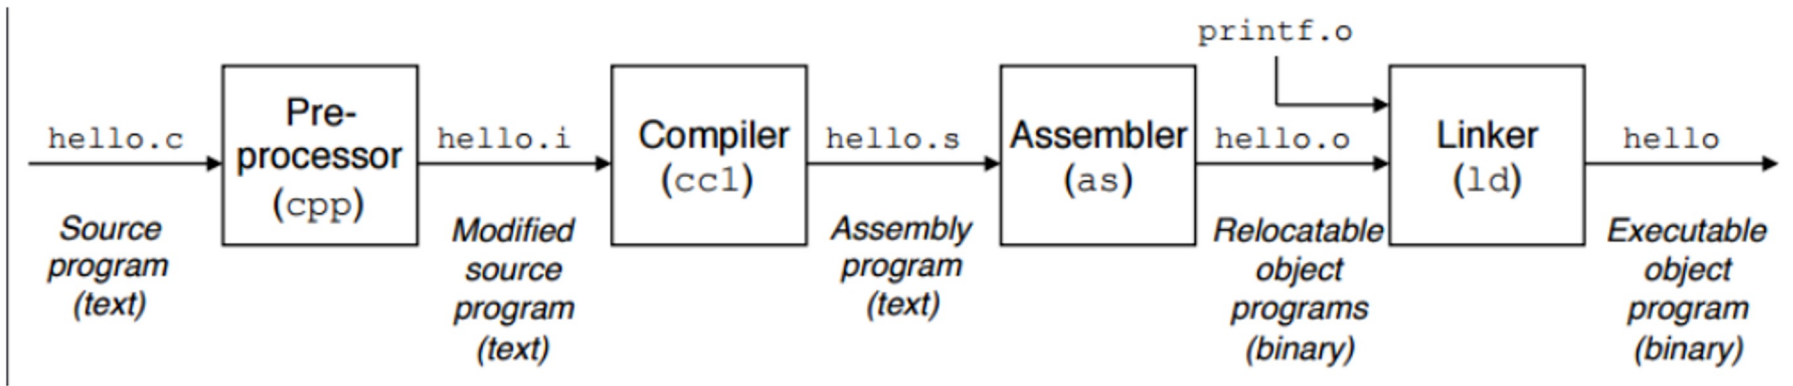 printf.o
hello.c
Pre-
processor
(cpp)
hello.i
Compiler
(cc1)
hello.s
Assembler
(as)
hello.o
Linker
(ld)
hello
Source
program
(text)
Modified
source
program
(text)
Assembly
program
(text)
Relocatable
object
programs
(binary)
Executable
object
program
(binary)